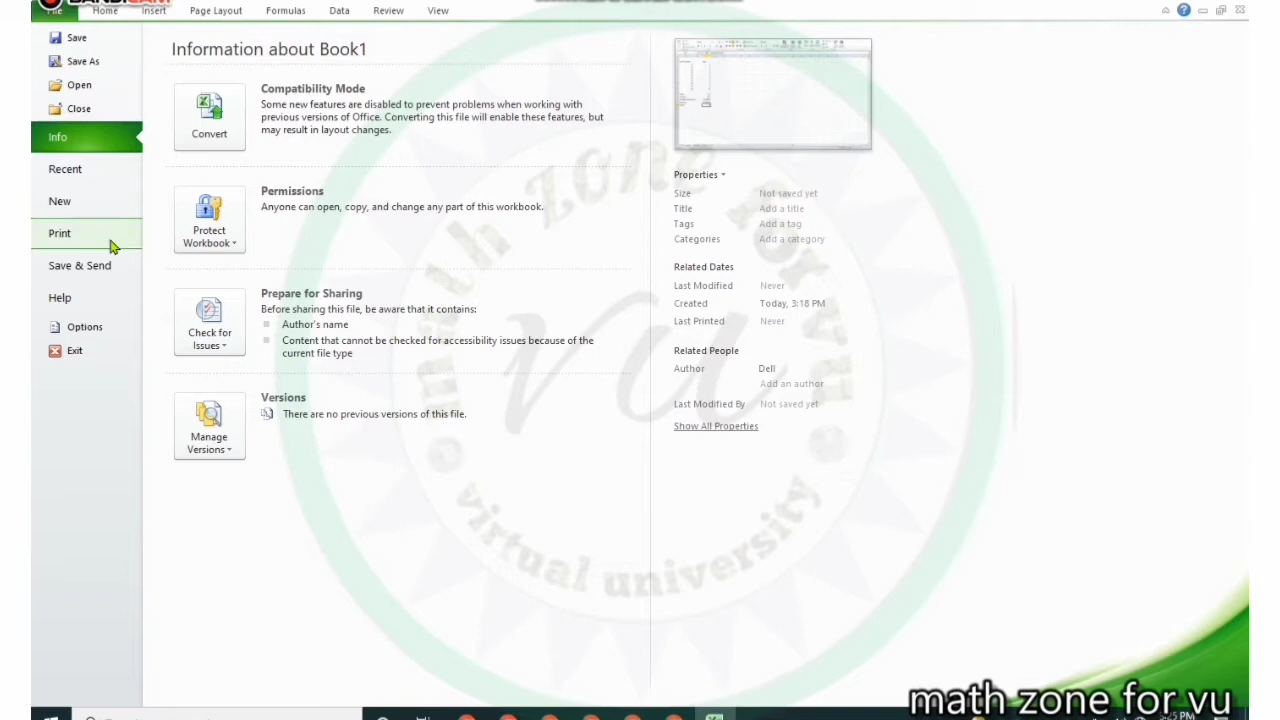 BANDICAM
File Home Insert Page Layout Formulas Data Review View
Save
Save As
Open
Close
Info
Recent
New
Print
Save & Send
Help
Options
Exit
Information about Book1
Convert
Compatibility Mode
Some new features are disabled to prevent problems when working with
previous versions of Office. Converting this file will enable these features, but
may result in layout changes.
Protect
Workbook
Permissions
Anyone can open, copy, and change any part of this workbook.
Check for
Issues
Prepare for Sharing
Before sharing this file, be aware that it contains:
Author's name
Content that cannot be checked for accessibility issues because of the
current file type
Manage
Versions
Versions
There are no previous versions of this file.
Properties
Size Not saved yet
Title Add a title
Tags Add a tag
Categories Add a category
Related Dates
Last Modified Never
Created Today, 3:18 PM
Last Printed Never
Related People
Author Dell
Add an author
Last Modified By Not saved yet
Show All Properties
math zone for vu
vu
virtual university
math zone for vu